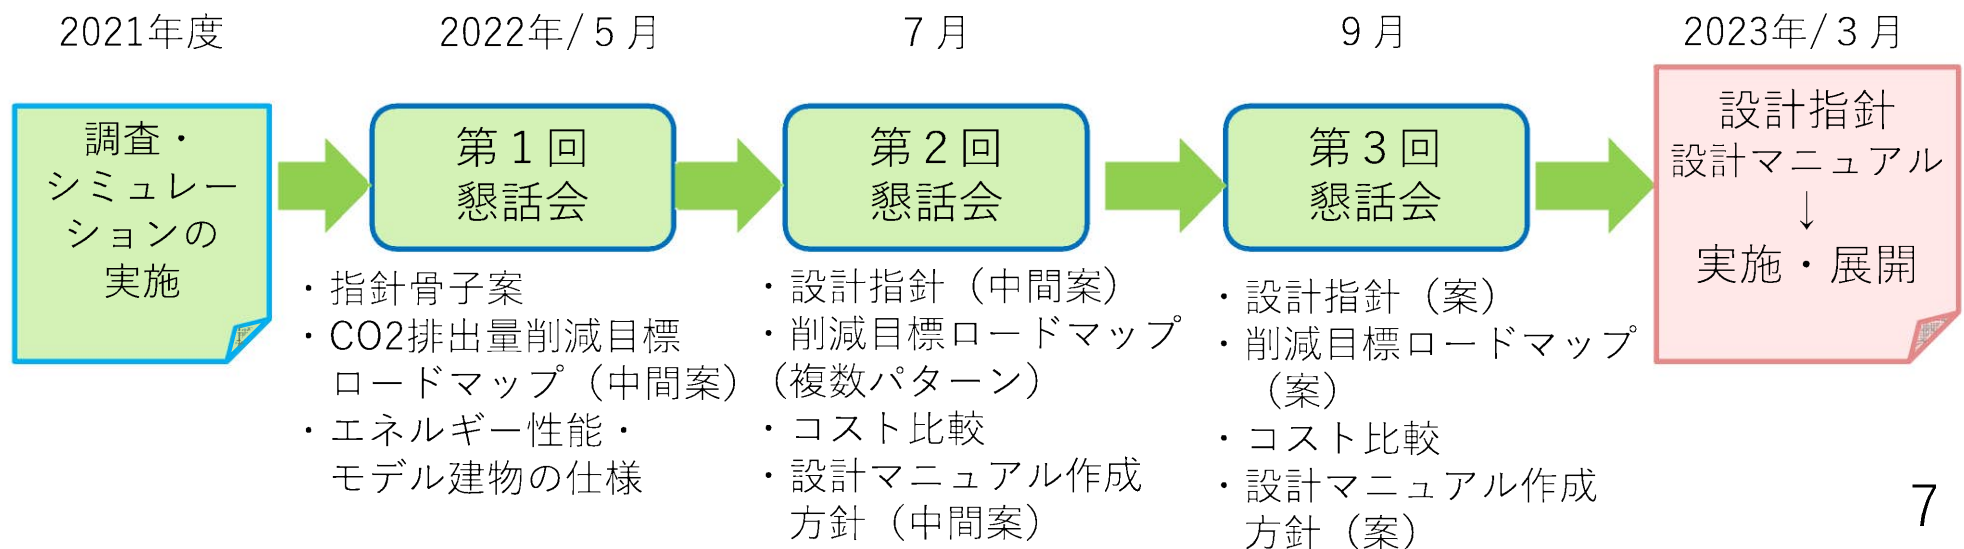 2021年度
2022年/５月
７月
９月
2023年/３月
調査・
シミュレー
ションの
実施
第１回
懇話会
・指針骨子案
・CO2排出量削減目標
ロードマップ（中間案）
・エネルギー性能・
モデル建物の仕様
第２回
懇話会
・設計指針（中間案）
・削減目標ロードマップ
（複数パターン）
・コスト比較
・設計マニュアル作成
方針（中間案）
第３回
懇話会
・設計指針（案）
・削減目標ロードマップ
（案）
・コスト比較
・設計マニュアル作成
方針（案）
設計指針
設計マニュアル
↓
実施・展開
7